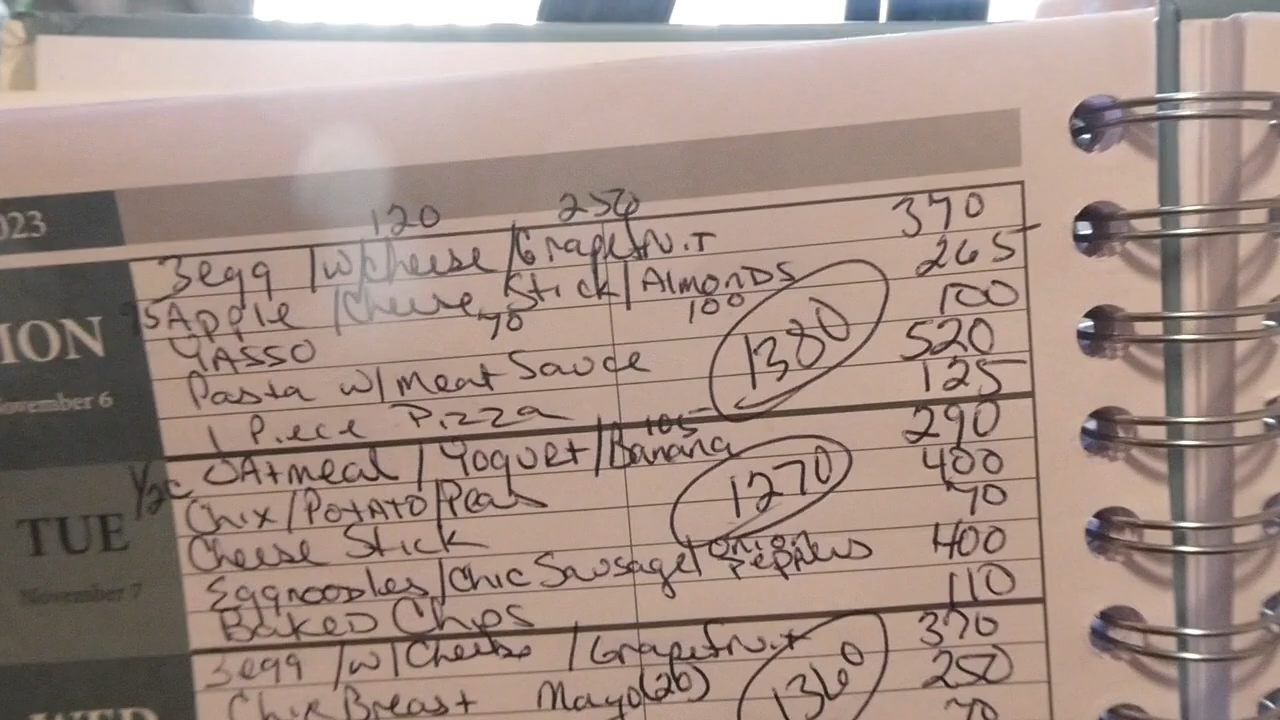 2023
120 250
3egg /w/cheese /Grapefruit 370
75 Apple /Cheese Stick/Almonds 265
70 100
YASSO 100
Pasta w/meat Sauce 1380 520
1 Piece Pizza 125
MON
November 6
105
OAtmeal / Yogurt/Banana 290
1/2c
Chix/POTATO/Peas 1270 400
Cheese Stick 70
Eggnoodles/Chic Sausage/onion peppers 400
BAKED Chips 110
TUE
November 7
3egg /w/Cheese /Grapefruit 370
Chix Breast Mayo(20) 1360 250
70
WED